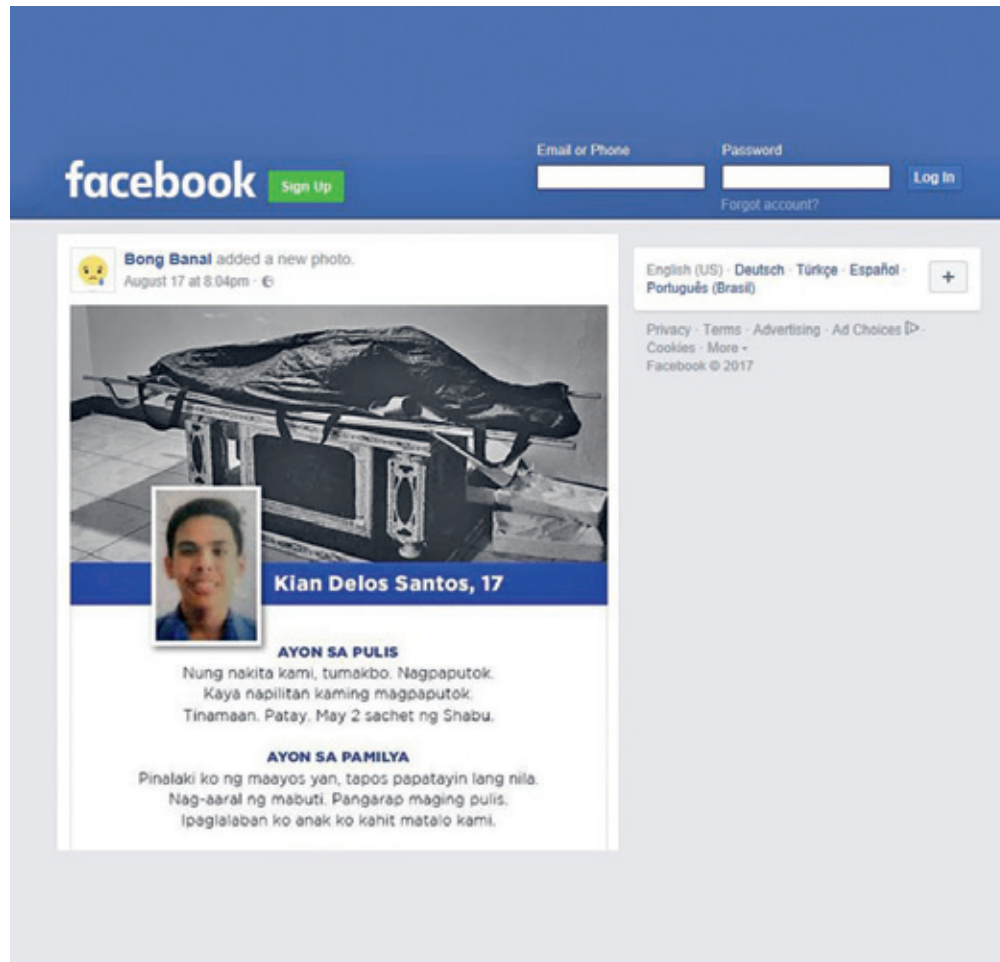 Email or Phone
Password
facebook
Sign Up
Log In
Forgot account?
Bong Banal added a new photo.
August 17 at 8:04pm ·
English (US) · Deutsch · Türkçe · Español ·
Português (Brasil)
+
Privacy · Terms · Advertising · Ad Choices ·
Cookies · More
Facebook © 2017
Kian Delos Santos, 17
AYON SA PULIS
Nung nakita kami, tumakbo. Nagpaputok.
Kaya napilitan kaming magpaputok.
Tinamaan. Patay. May 2 sachet ng Shabu.
AYON SA PAMILYA
Pinalaki ko ng maayos yan, tapos papatayin lang nila.
Nag-aaral ng mabuti. Pangarap maging pulis.
Ipaglalaban ko anak ko kahit matalo kami.